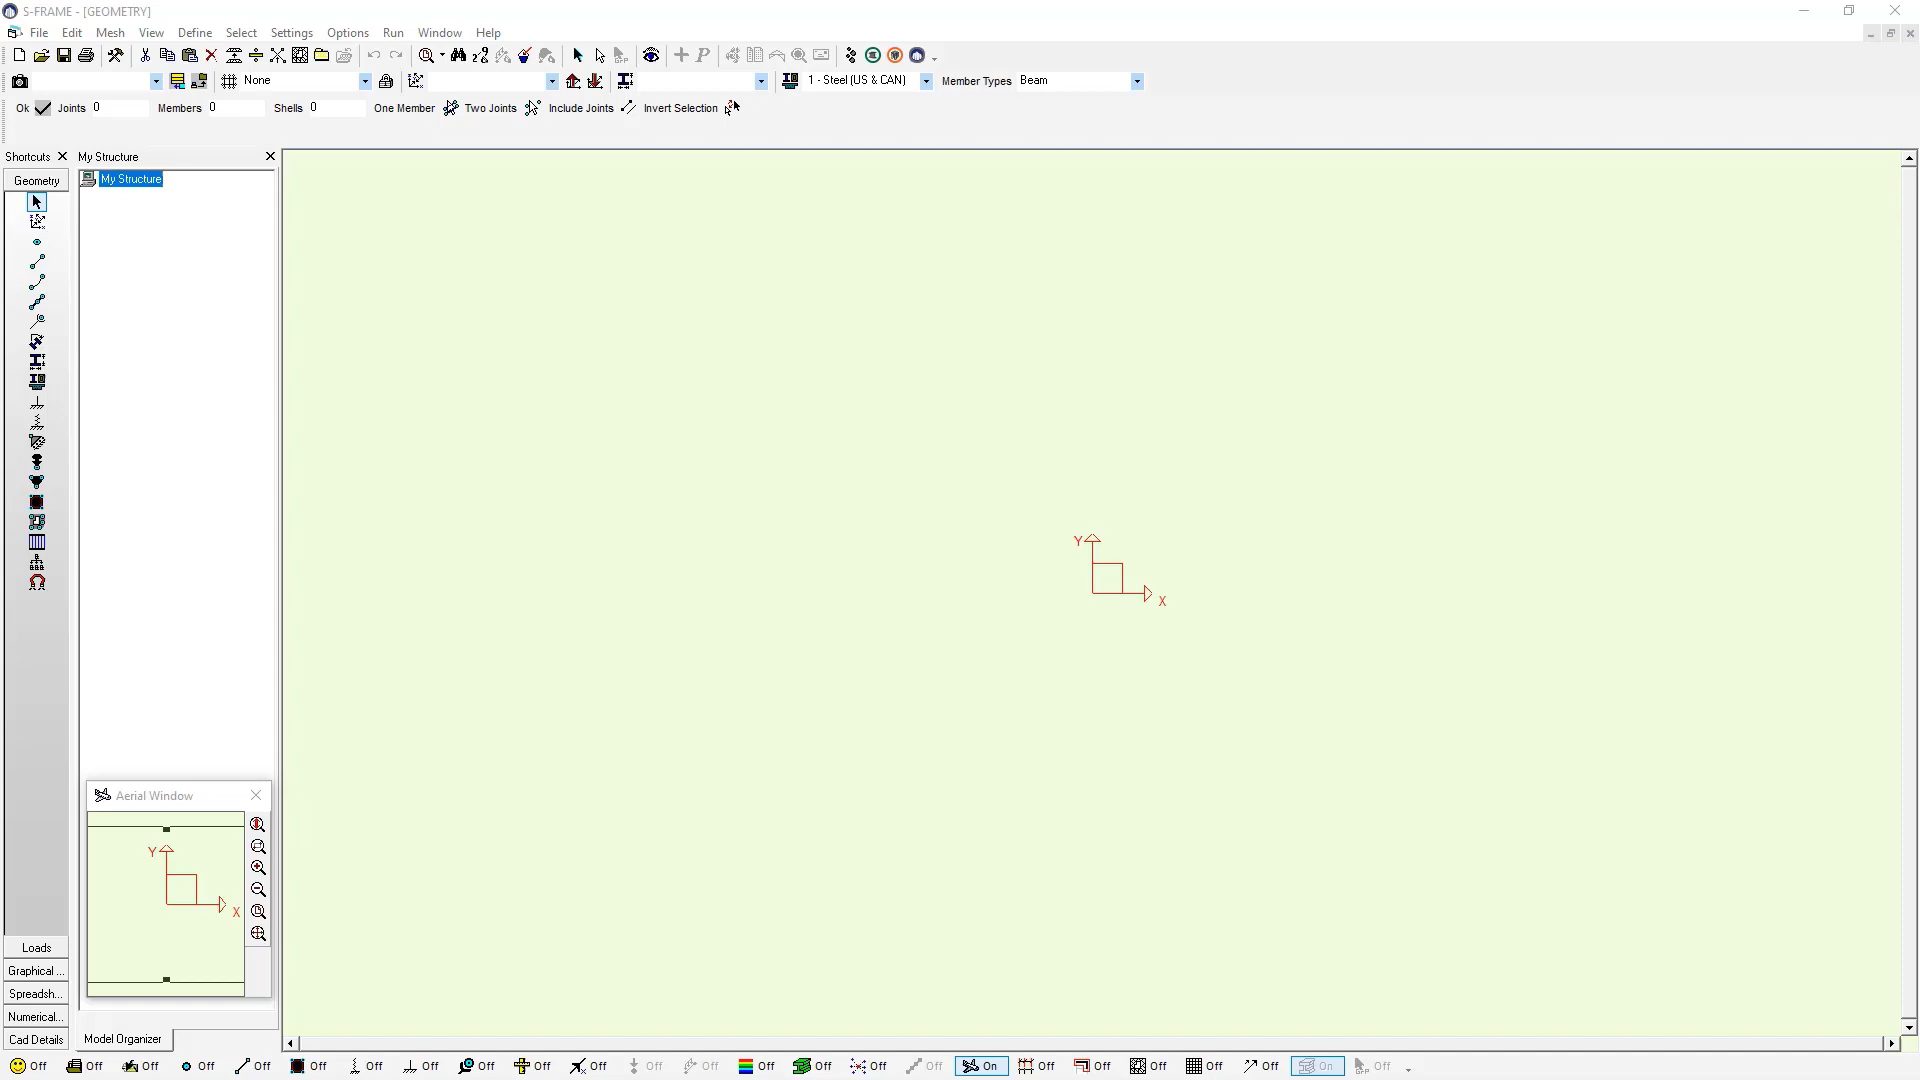 S-FRAME - [GEOMETRY]
File Edit Mesh View Define Select Settings Options Run Window Help
None 1 - Steel (US & CAN) Member Types Beam
Ok Joints 0 Members 0 Shells 0 One Member Two Joints Include Joints Invert Selection
Shortcuts My Structure
Geometry My Structure
Y
X
Aerial Window
Y
X
Loads
Graphical ...
Spreadsh...
Numerical...
Cad Details Model Organizer
Off Off Off Off Off Off Off Off Off Off Off Off Off Off Off Off Off On Off Off Off Off Off On Off